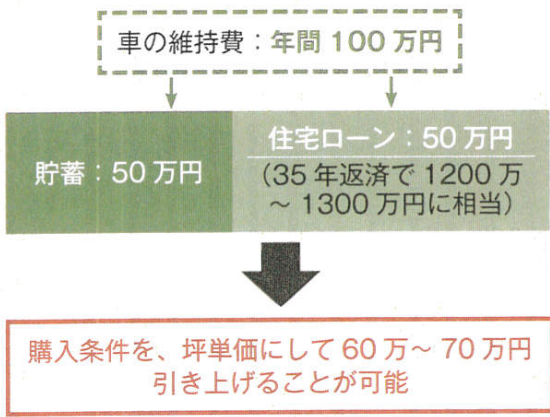 車の維持費：年間 100 万円
貯蓄：50 万円
住宅ローン：50 万円
（35 年返済で 1200 万
～ 1300 万円に相当）
購入条件を、坪単価にして 60 万～ 70 万円
引き上げることが可能